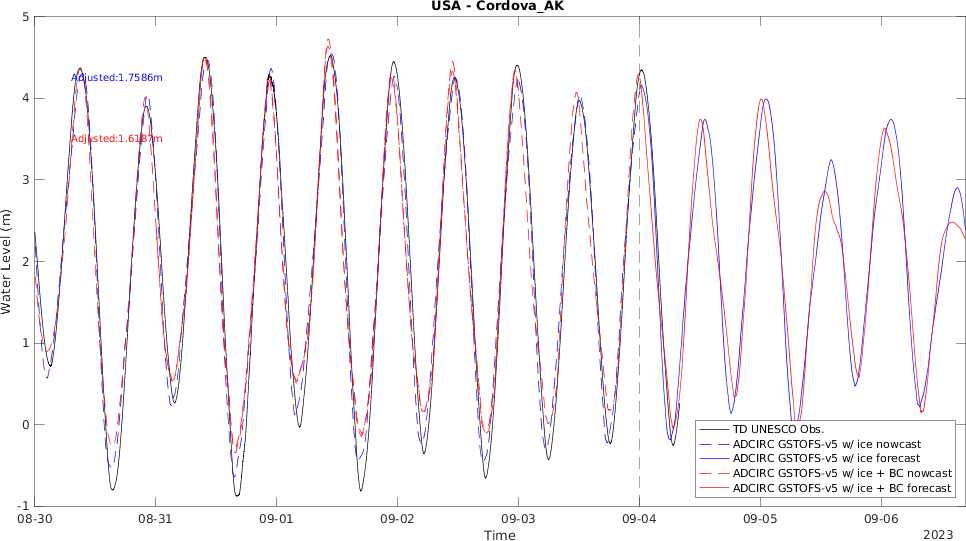 USA - Cordova_AK
5
Adjusted:1.7586m
4
Adjusted:1.6187m
3
Water Level (m)
2
1
0
TD UNESCO Obs.
ADCIRC GSTOFS-v5 w/ ice nowcast
ADCIRC GSTOFS-v5 w/ ice forecast
ADCIRC GSTOFS-v5 w/ ice + BC nowcast
ADCIRC GSTOFS-v5 w/ ice + BC forecast
-1
08-30 08-31 09-01 09-02 09-03 09-04 09-05 09-06
Time
2023